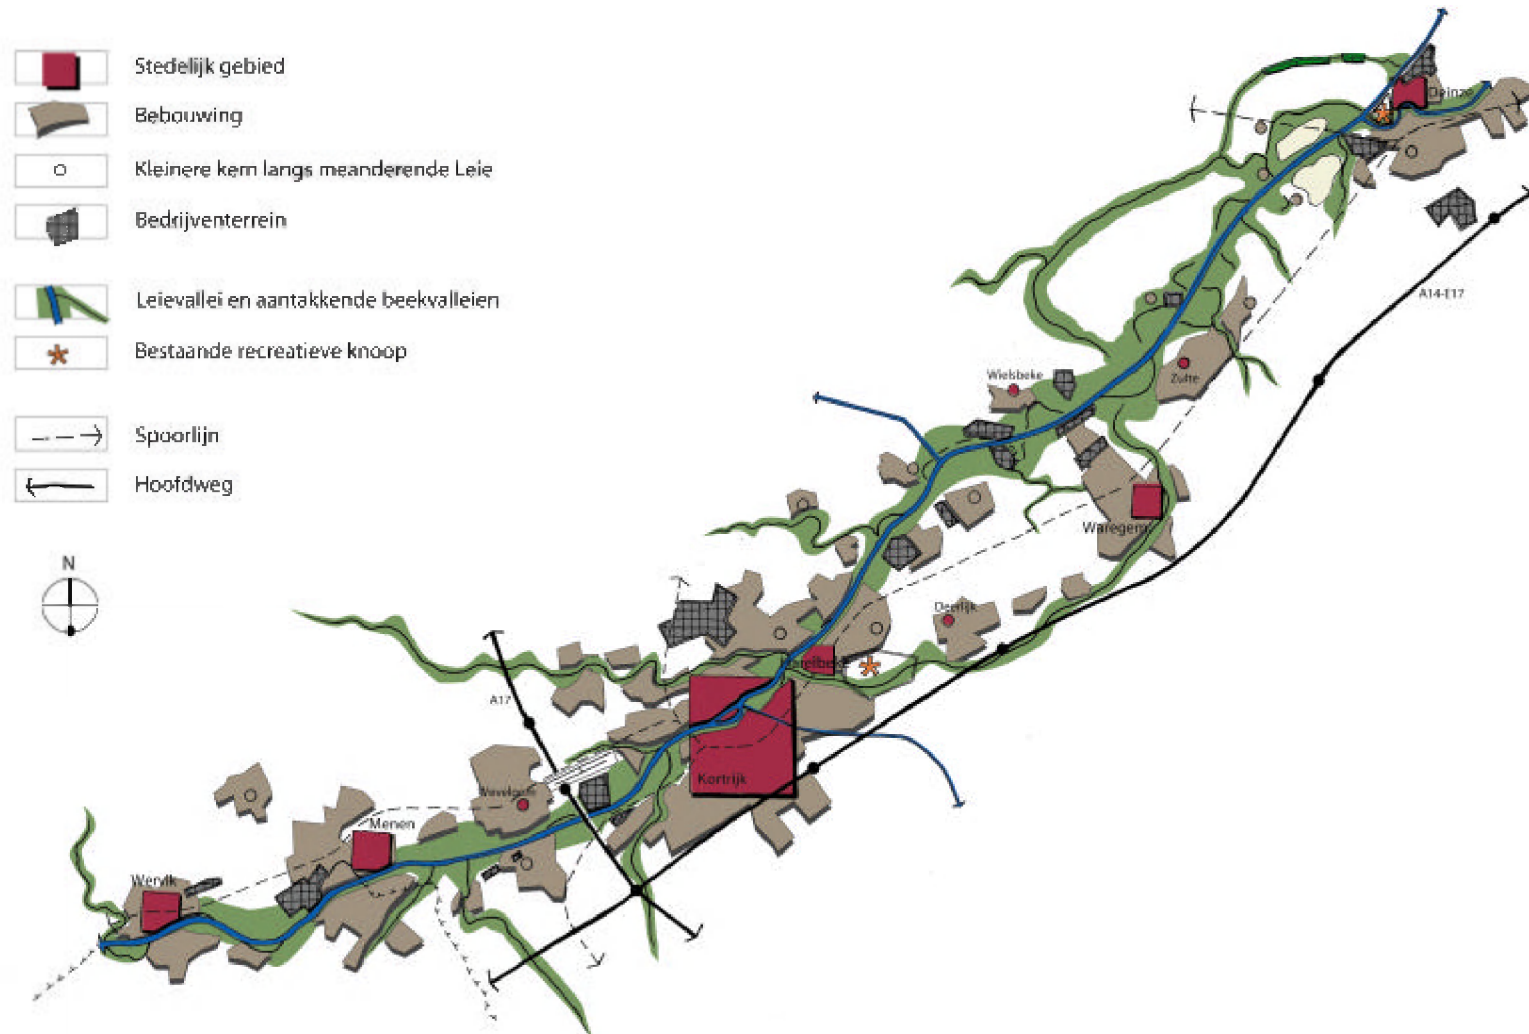 Stedelijk gebied
Bebouwing
Kleinere kern langs meanderende Leie
Bedrijventerrein
Leievallei en aantakkende beekvalleien
Bestaande recreatieve knoop
Spoorlijn
Hoofdweg
N
Deinze
A14-E17
Wielsbeke
Zulte
Waregem
Deerlijk
Harelbeke
A17
Kortrijk
Wevelgem
Menen
Wervik